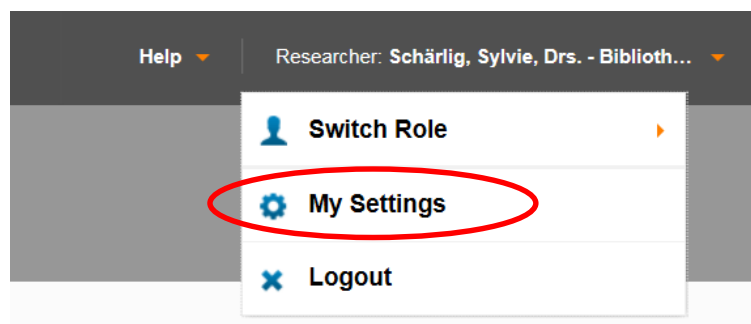 Help
Researcher: Schärlig, Sylvie, Drs. - Biblioth...
Switch Role
My Settings
Logout